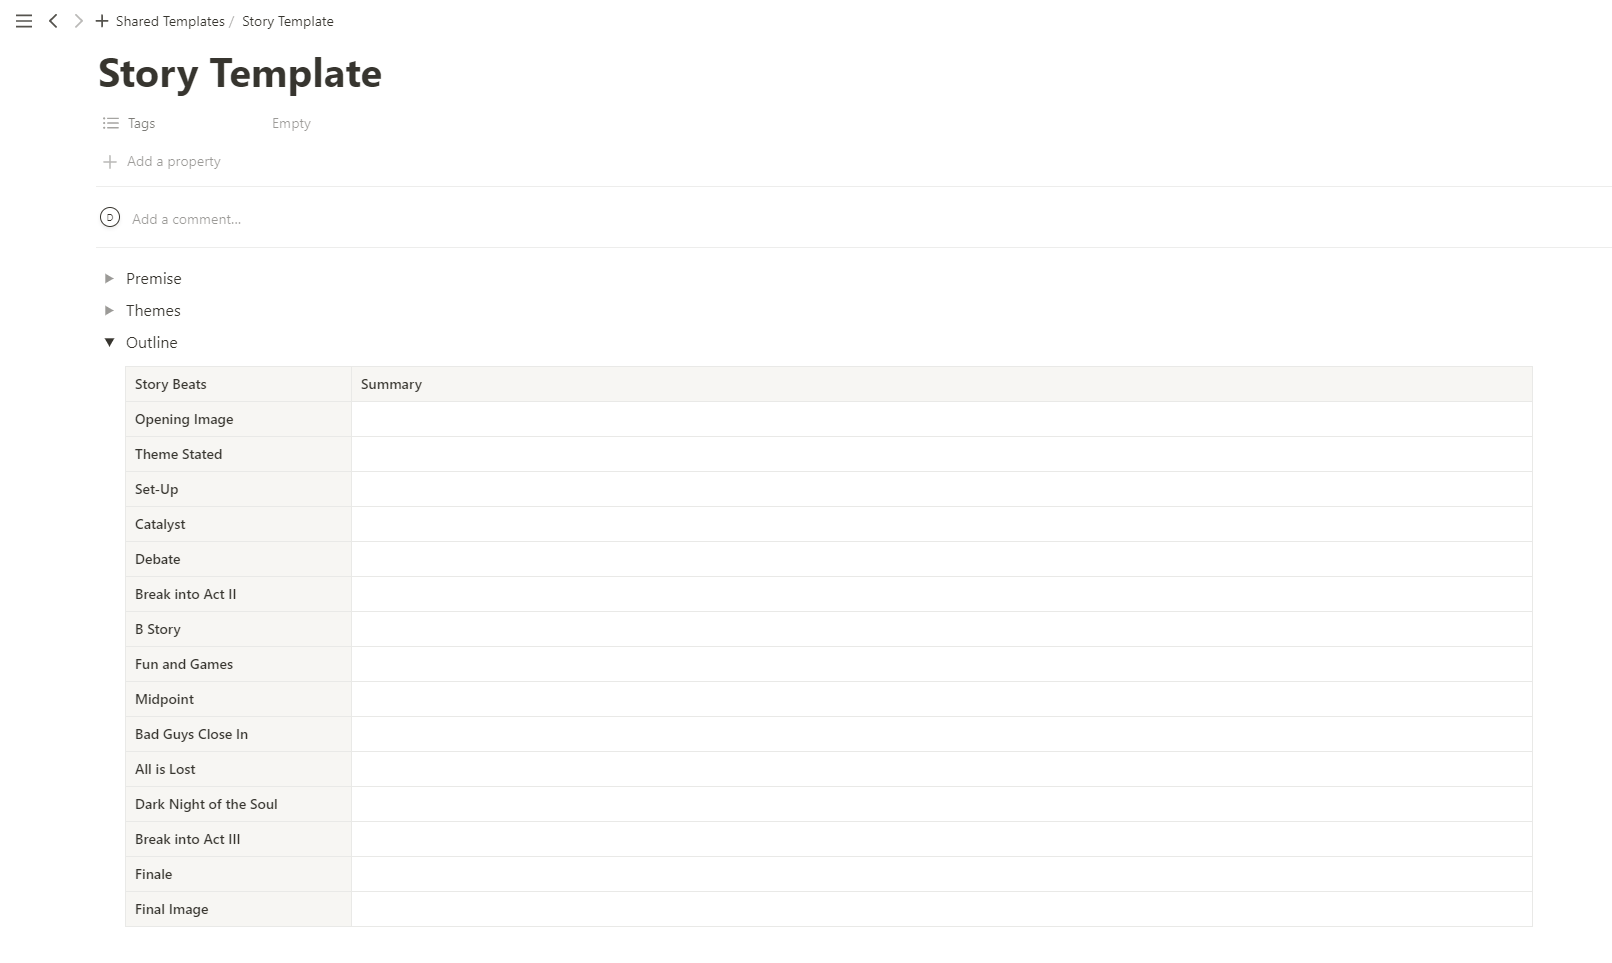 Shared Templates / Story Template
Story Template
Tags Empty
Add a property
D Add a comment...
Premise
Themes
Outline
Story Beats Summary
Opening Image
Theme Stated
Set-Up
Catalyst
Debate
Break into Act II
B Story
Fun and Games
Midpoint
Bad Guys Close In
All is Lost
Dark Night of the Soul
Break into Act III
Finale
Final Image